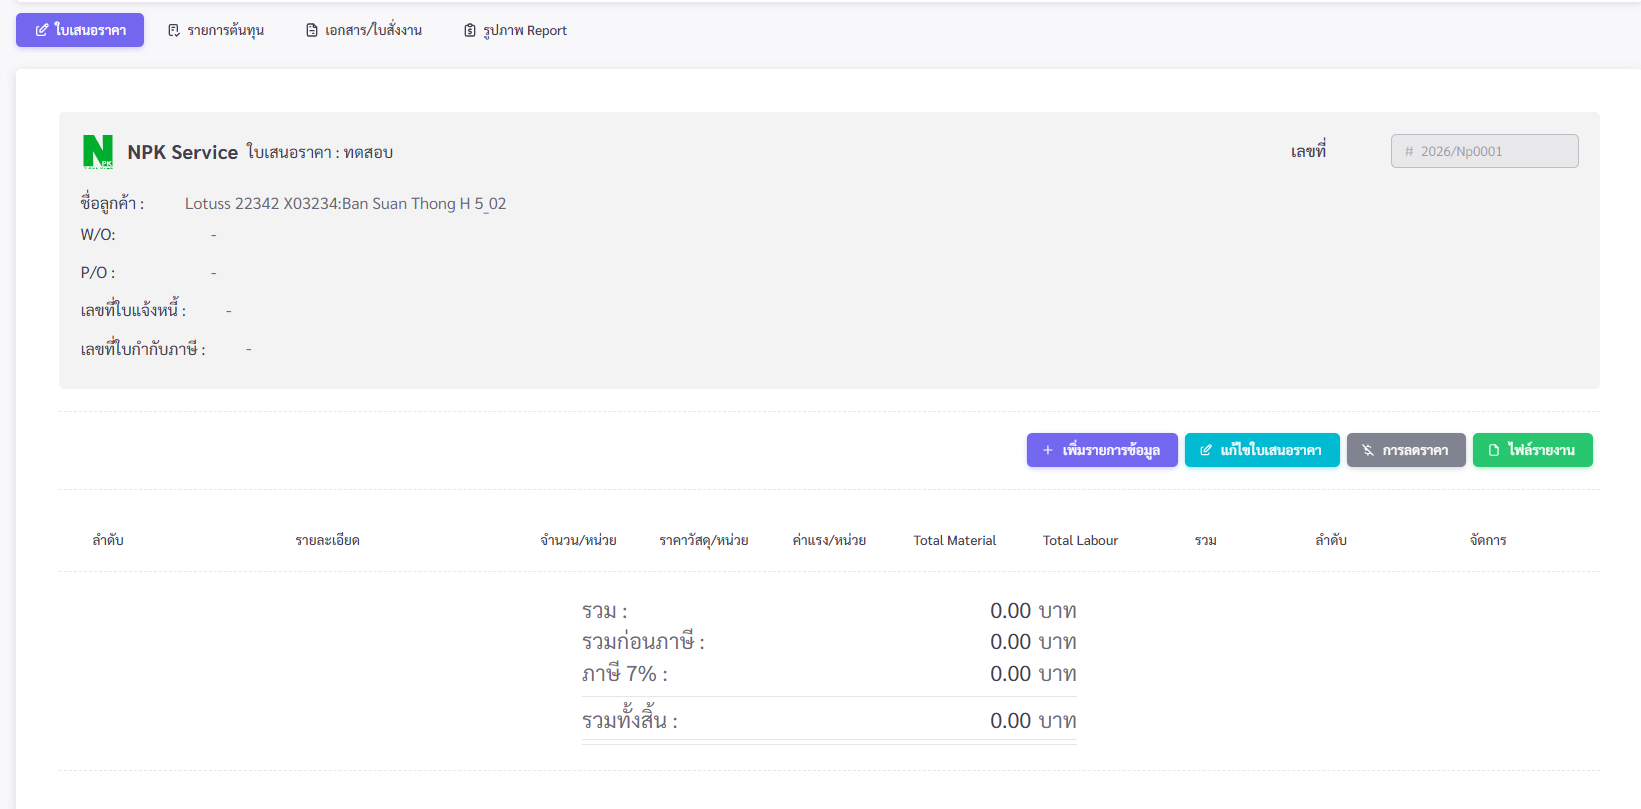 ใบเสนอราคา รายการต้นทุน เอกสาร/ใบสั่งงาน รูปภาพ Report
NPK Service ใบเสนอราคา : ทดสอบ เลขที่ # 2026/Np0001
ชื่อลูกค้า : Lotuss 22342 X03234:Ban Suan Thong H 5_02
W/O: -
P/O : -
เลขที่ใบแจ้งหนี้ : -
เลขที่ใบกำกับภาษี : -
เพิ่มรายการข้อมูล แก้ไขใบเสนอราคา การลดราคา ไฟล์รายงาน
ลำดับ รายละเอียด จำนวน/หน่วย ราคาวัสดุ/หน่วย ค่าแรง/หน่วย Total Material Total Labour รวม ลำดับ จัดการ
รวม : 0.00 บาท
รวมก่อนภาษี : 0.00 บาท
ภาษี 7% : 0.00 บาท
รวมทั้งสิ้น : 0.00 บาท